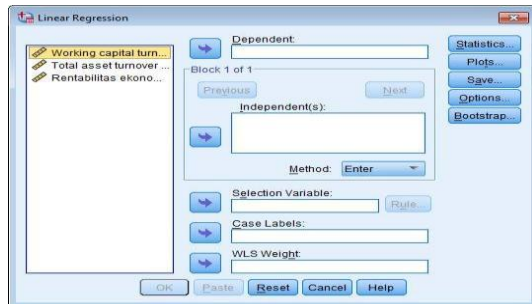 Linear Regression
Working capital turn...
Total asset turnover ...
Rentabilitas ekono...
Dependent:
Block 1 of 1
Previous
Next
Independent(s):
Method: Enter
Selection Variable:
Rule...
Case Labels:
WLS Weight:
Statistics...
Plots...
Save...
Options...
Bootstrap...
OK Paste Reset Cancel Help